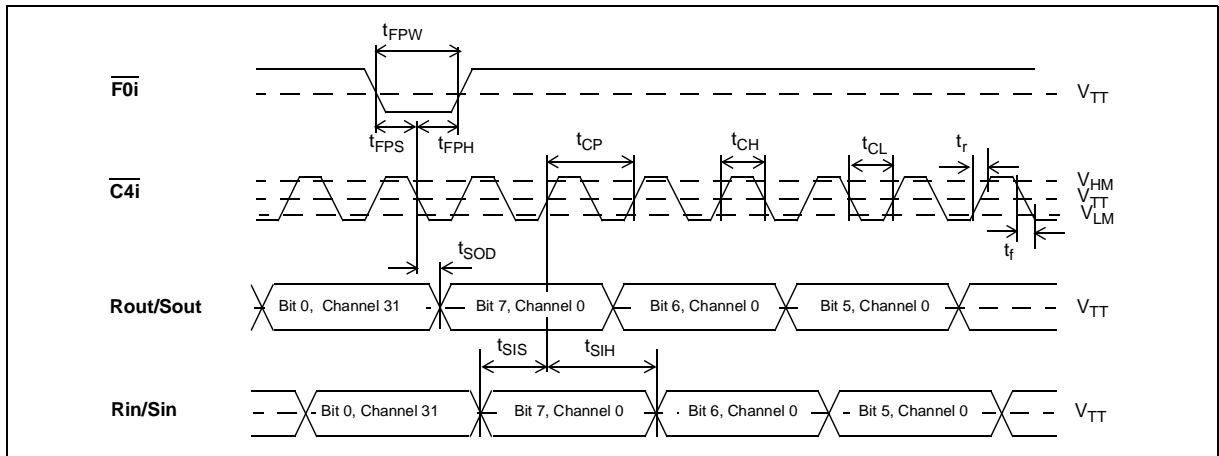 tFPW
F0i
VTT
tFPS
tFPH
tCP
tCH
tCL
tr
C4i
VHM
VTT
VLM
tf
tSOD
Rout/Sout
Bit 0, Channel 31
Bit 7, Channel 0
Bit 6, Channel 0
Bit 5, Channel 0
VTT
tSIS
tSIH
Rin/Sin
Bit 0, Channel 31
Bit 7, Channel 0
Bit 6, Channel 0
Bit 5, Channel 0
VTT